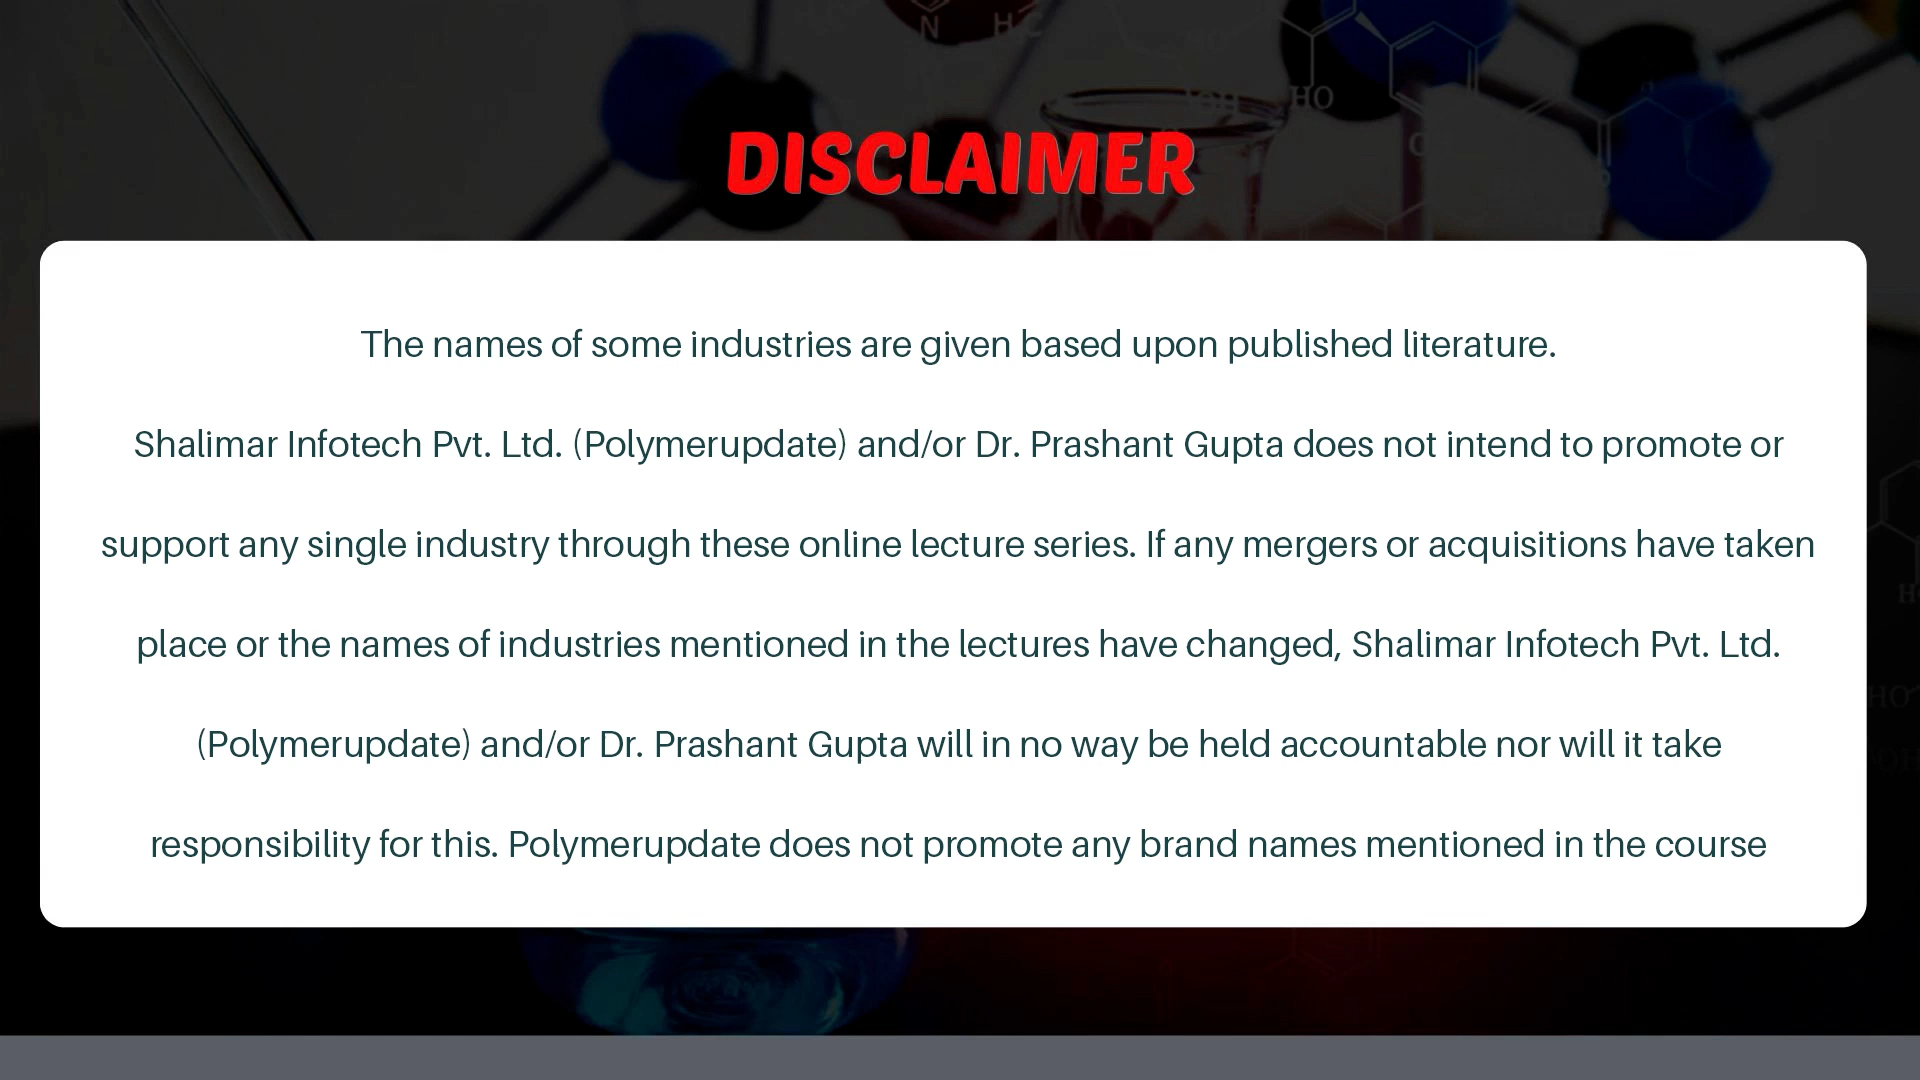 N
H₃C
HO
DISCLAIMER
The names of some industries are given based upon published literature.
Shalimar Infotech Pvt. Ltd. (Polymerupdate) and/or Dr. Prashant Gupta does not intend to promote or
support any single industry through these online lecture series. If any mergers or acquisitions have taken
place or the names of industries mentioned in the lectures have changed, Shalimar Infotech Pvt. Ltd.
(Polymerupdate) and/or Dr. Prashant Gupta will in no way be held accountable nor will it take
responsibility for this. Polymerupdate does not promote any brand names mentioned in the course
HO